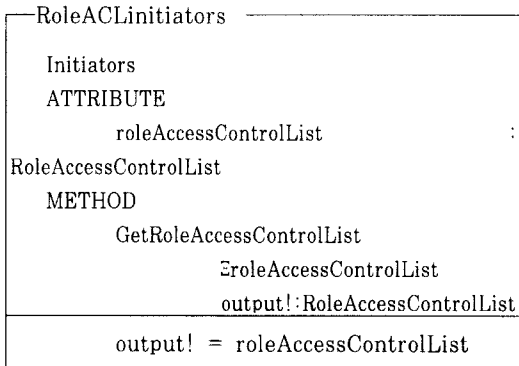 RoleACLinitiators
Initiators
ATTRIBUTE
roleAccessControlList :
RoleAccessControlList
METHOD
GetRoleAccessControlList
ΞroleAccessControlList
output!:RoleAccessControlList
output! = roleAccessControlList